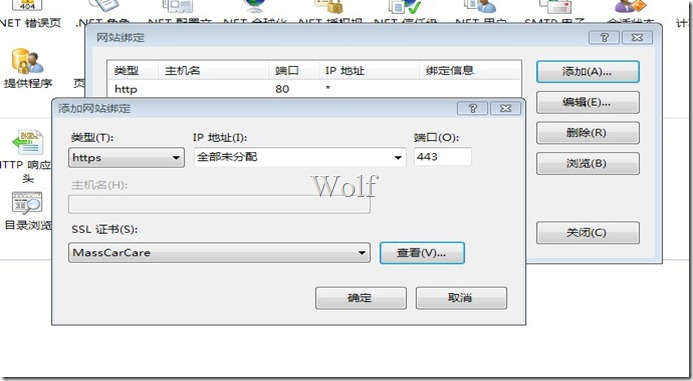 .NET 错误页
.NET 角色
.NET 配置文
.NET 全球化
.NET 授权规
.NET 信任级
.NET 用户
SMTP 电子
会话状态
网站绑定
提供程序
类型 主机名 端口 IP 地址 绑定信息
http 80 *
添加(A)...
编辑(E)...
删除(R)
浏览(B)
关闭(C)
添加网站绑定
类型(T): IP 地址(I): 端口(O):
https 全部未分配 443
主机名(H):
Wolf
SSL 证书(S):
MassCarCare 查看(V)...
确定 取消
HTTP 响应
头
目录浏览